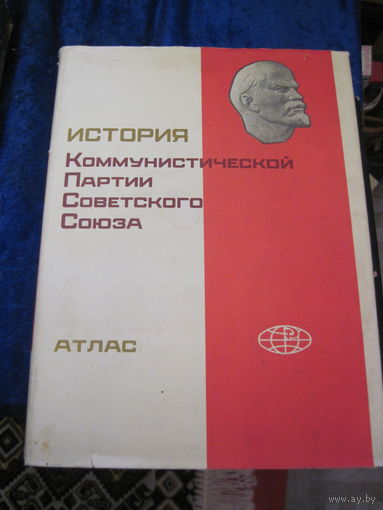 ИСТОРИЯ
КОММУНИСТИЧЕСКОЙ
ПАРТИИ
СОВЕТСКОГО
СОЮЗА
АТЛАС
www.ay.by